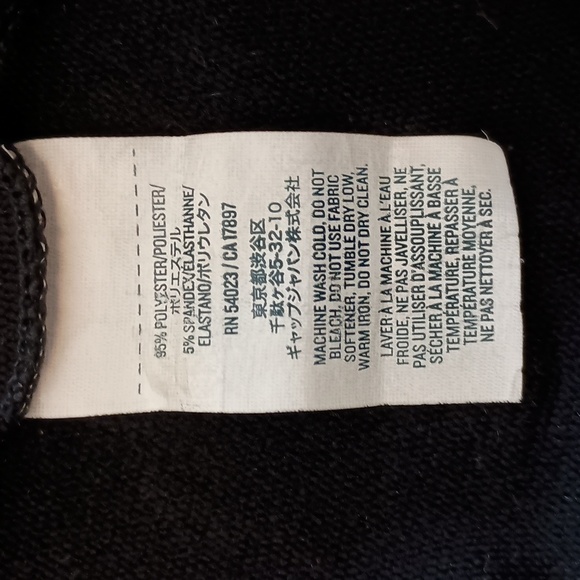 95% POLYESTER/POLIESTER/
ポリエステル
5% SPANDEX/ELASTHANNE/
ELASTANO/ポリウレタン
RN 54023 / CA 17897
東京都渋谷区
千駄ヶ谷5-32-10
ギャップジャパン株式会社
MACHINE WASH COLD, DO NOT
BLEACH, DO NOT USE FABRIC
SOFTENER, TUMBLE DRY LOW,
WARM IRON, DO NOT DRY CLEAN.
LAVER À LA MACHINE À L'EAU
FROIDE, NE PAS JAVELLISER, NE
PAS UTILISER D'ASSOUPLISSANT,
SÉCHER À LA MACHINE À BASSE
TEMPÉRATURE, REPASSER À
TEMPÉRATURE MOYENNE,
NE PAS NETTOYER À SEC.